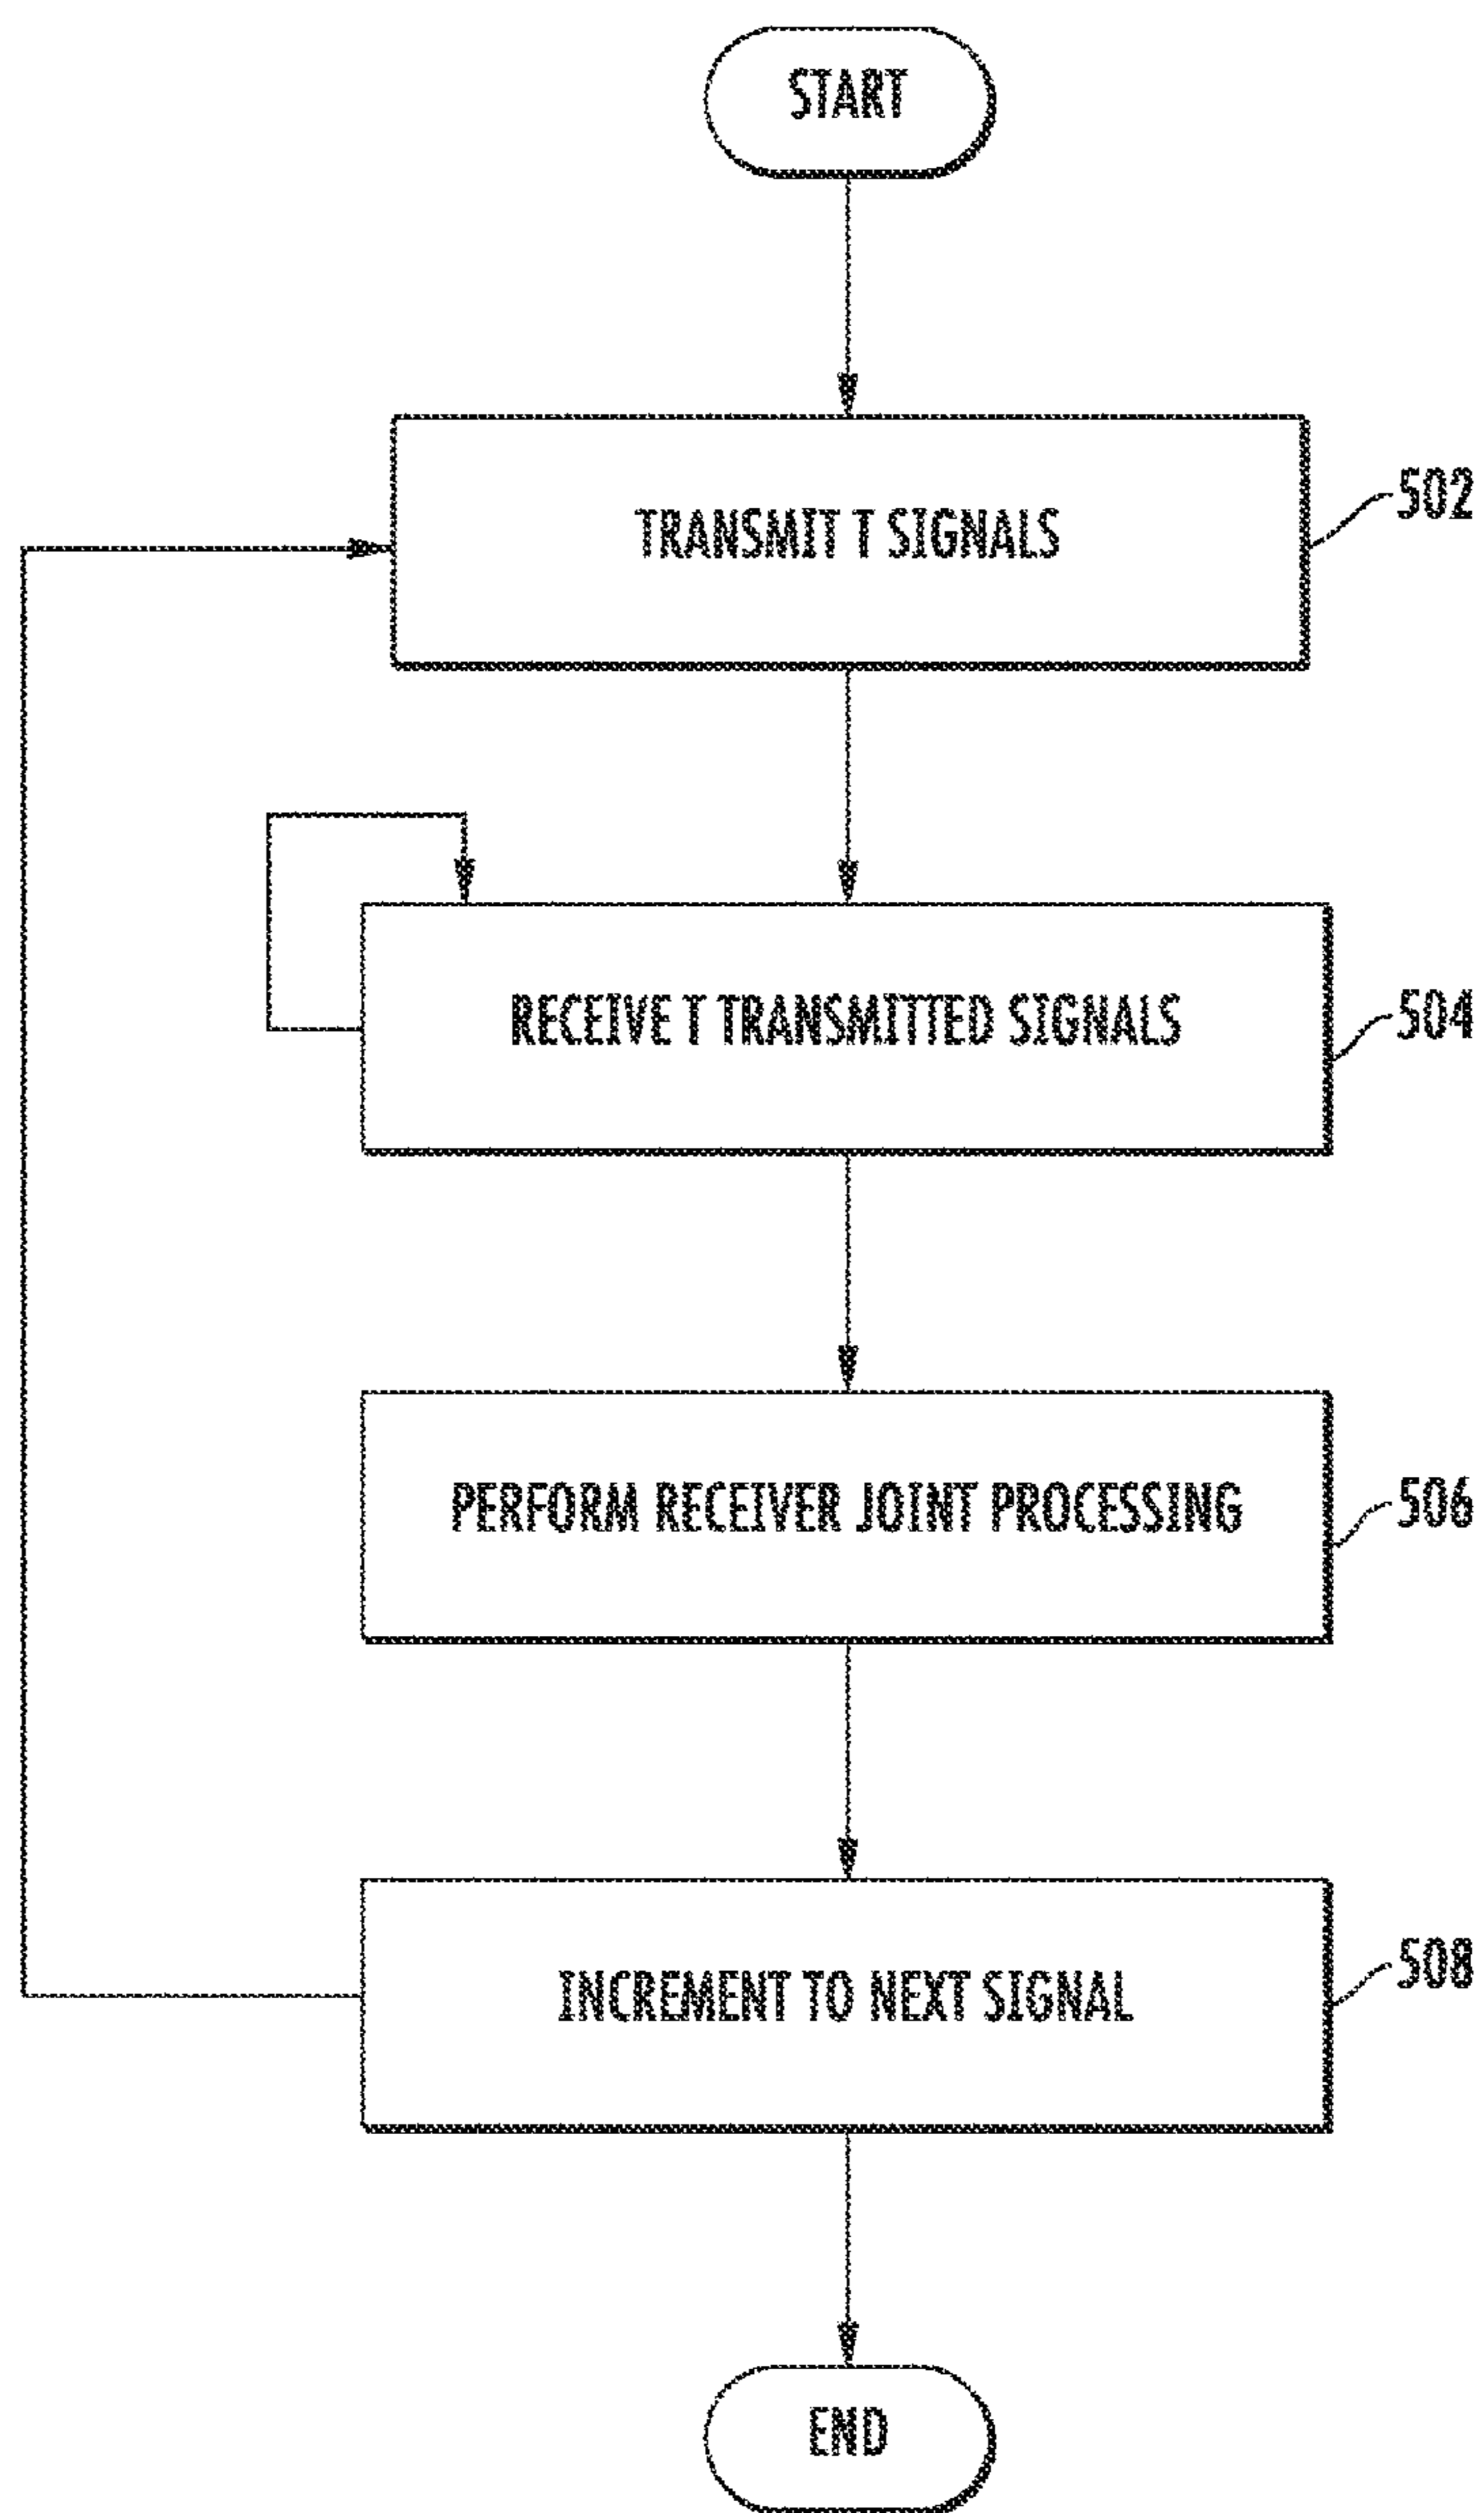 START
TRANSMIT T SIGNALS
502
RECEIVE T TRANSMITTED SIGNALS
504
PERFORM RECEIVER JOINT PROCESSING
506
INCREMENT TO NEXT SIGNAL
508
END